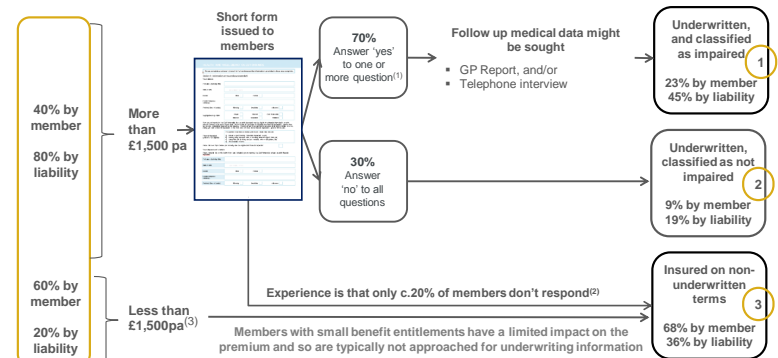 Short form
issued to
members
70%
Answer ‘yes’
to one or
more question(1)
Follow up medical data might
be sought
▪ GP Report, and/or
▪ Telephone interview
Underwritten,
and classified
as impaired
1
23% by member
45% by liability
40% by
member
80% by
liability
More
than
£1,500 pa
30%
Answer
‘no’ to all
questions
Underwritten,
classified as not
impaired
2
9% by member
19% by liability
60% by
member
20% by
liability
Less than
£1,500pa(3)
Experience is that only c.20% of members don’t respond(2)
Members with small benefit entitlements have a limited impact on the
premium and so are typically not approached for underwriting information
Insured on non-
underwritten
terms
3
68% by member
36% by liability